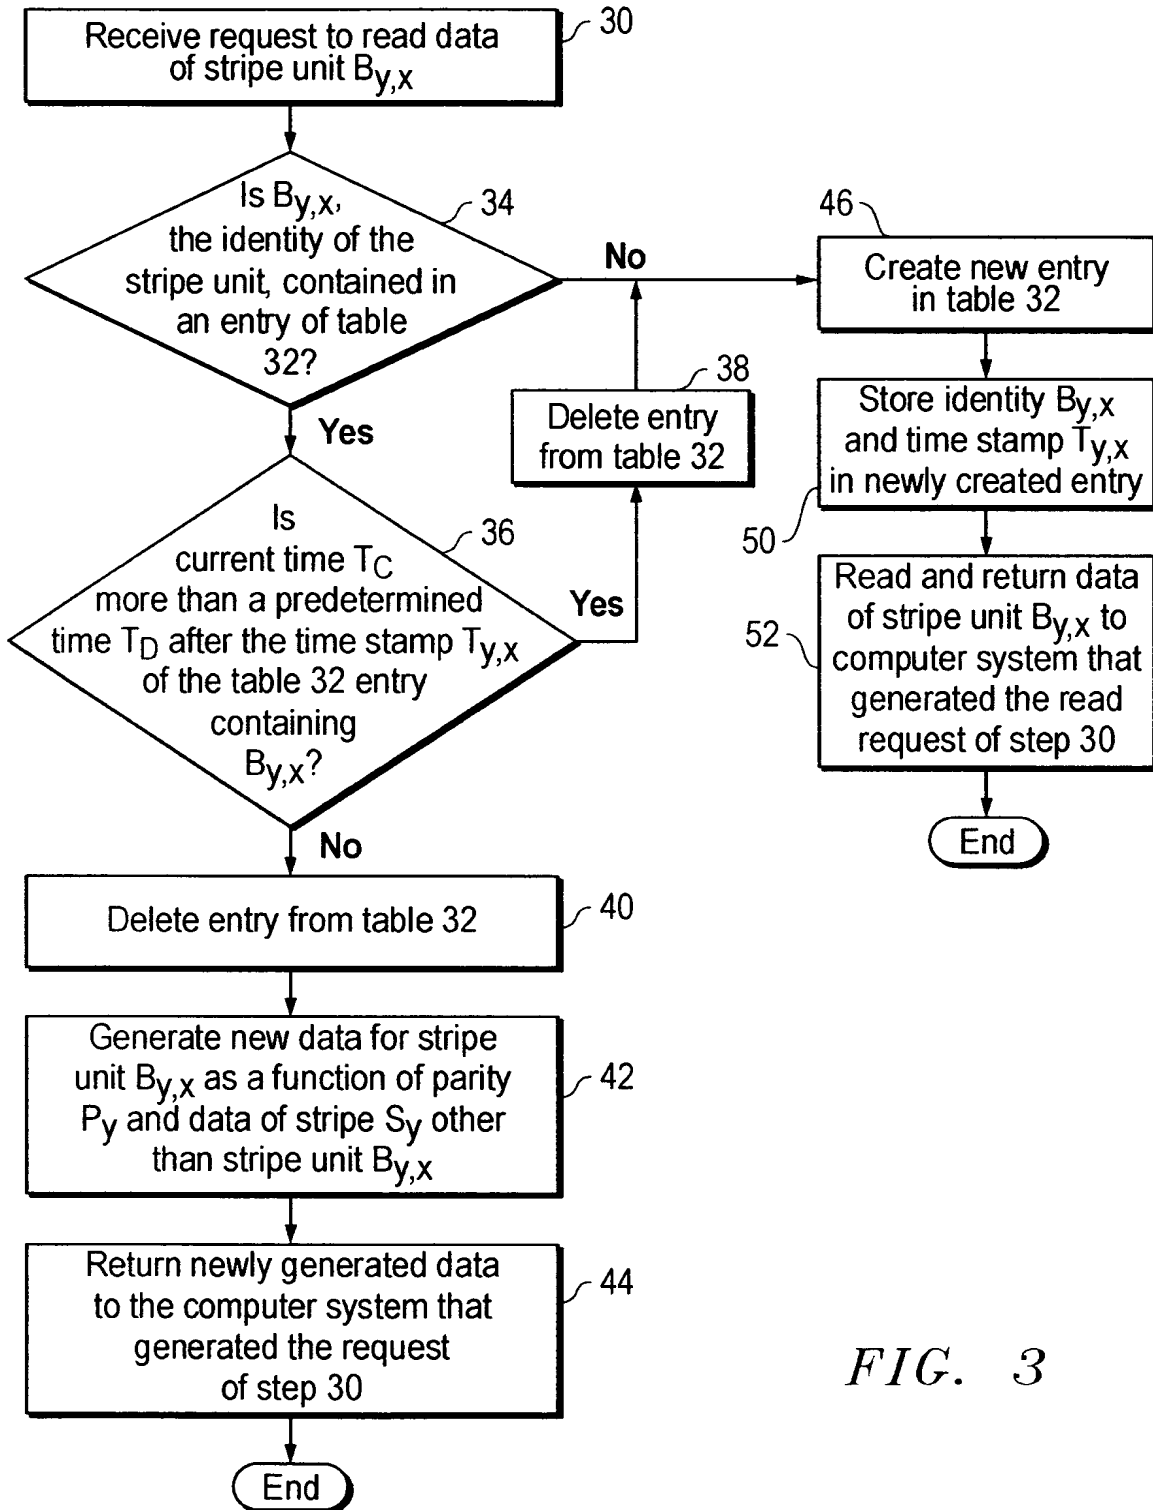 Receive request to read data
of stripe unit By,x
30
Is By,x,
the identity of the
stripe unit, contained in
an entry of table
32?
34
No
Yes
Is
current time TC
more than a predetermined
time TD after the time stamp Ty,x
of the table 32 entry
containing
By,x?
36
Yes
No
38
Delete entry
from table 32
Delete entry from table 32
40
Generate new data for stripe
unit By,x as a function of parity
Py and data of stripe Sy other
than stripe unit By,x
42
Return newly generated data
to the computer system that
generated the request
of step 30
44
End
46
Create new entry
in table 32
Store identity By,x
and time stamp Ty,x
in newly created entry
50
Read and return data
of stripe unit By,x to
computer system that
generated the read
request of step 30
52
End
FIG. 3